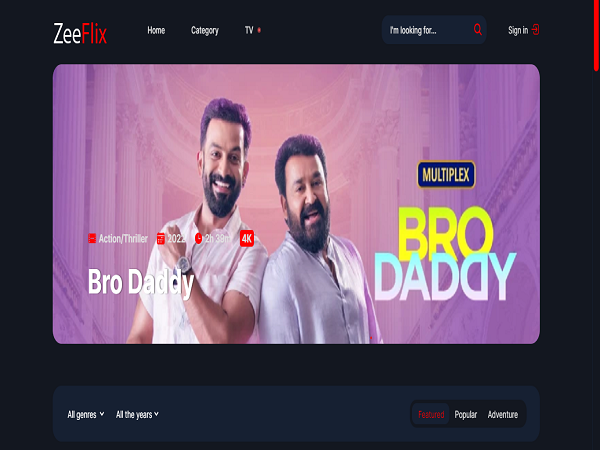 ZeeFlix Home Category TV I'm looking for... Sign in
MULTIPLEX
BRO
DADDY
Action/Thriller 2022 2h 39m 4K
Bro Daddy
All genres All the years Featured Popular Adventure